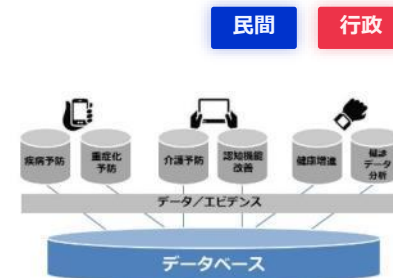 民間 行政
疾病予防
重症化
予防
介護予防
認知機能
改善
健康増進
健診
データ
分析
データ/エビデンス
データベース